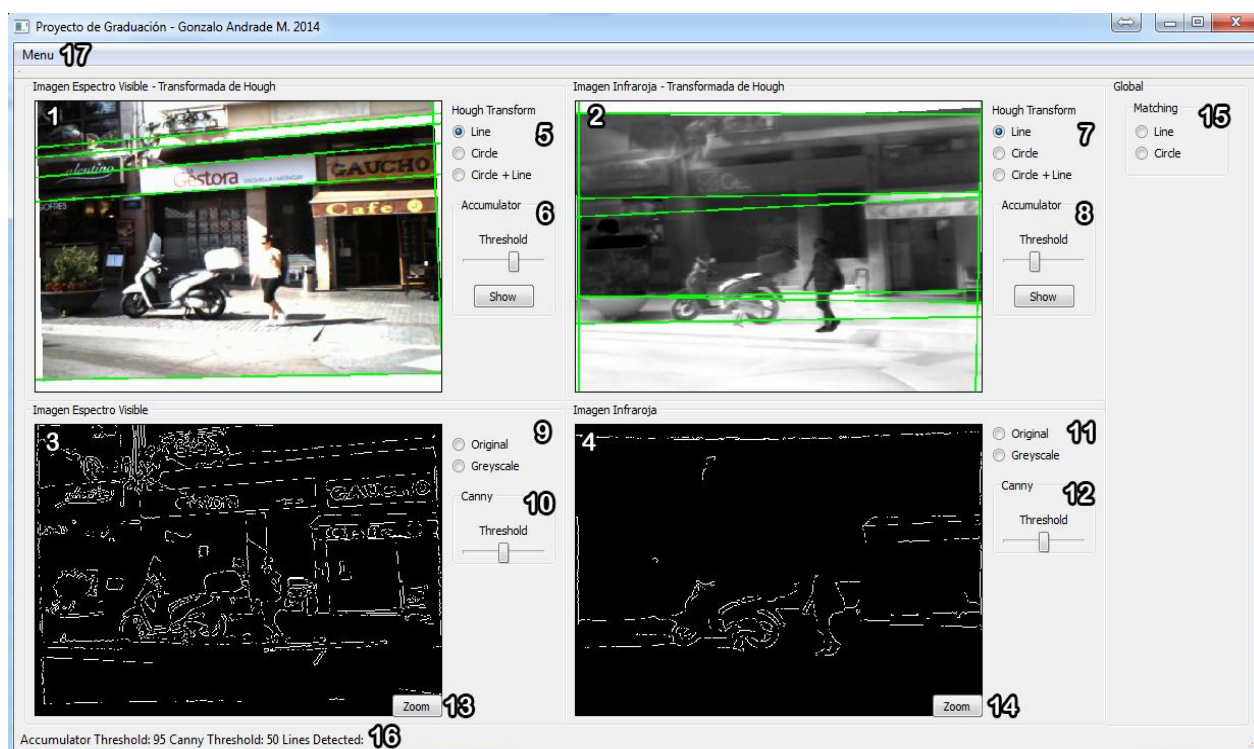 Proyecto de Graduación - Gonzalo Andrade M. 2014
Menu 17
Imagen Espectro Visible - Transformada de Hough
1
alentino
Gestora
GAUCHO
Cafe
SOFRES
Hough Transform
5
Line
Circle
Circle + Line
Accumulator 6
Threshold
Show
Imagen Infraroja - Transformada de Hough
2
Hough Transform
7
Line
Circle
Circle + Line
Accumulator 8
Threshold
Show
Global
Matching
15
Line
Circle
Imagen Espectro Visible
3
GAUCHO
9
Original
Greyscale
Canny 10
Threshold
Zoom 13
Imagen Infraroja
4
11
Original
Greyscale
Canny 12
Threshold
Zoom 14
Accumulator Threshold: 95 Canny Threshold: 50 Lines Detected: 16